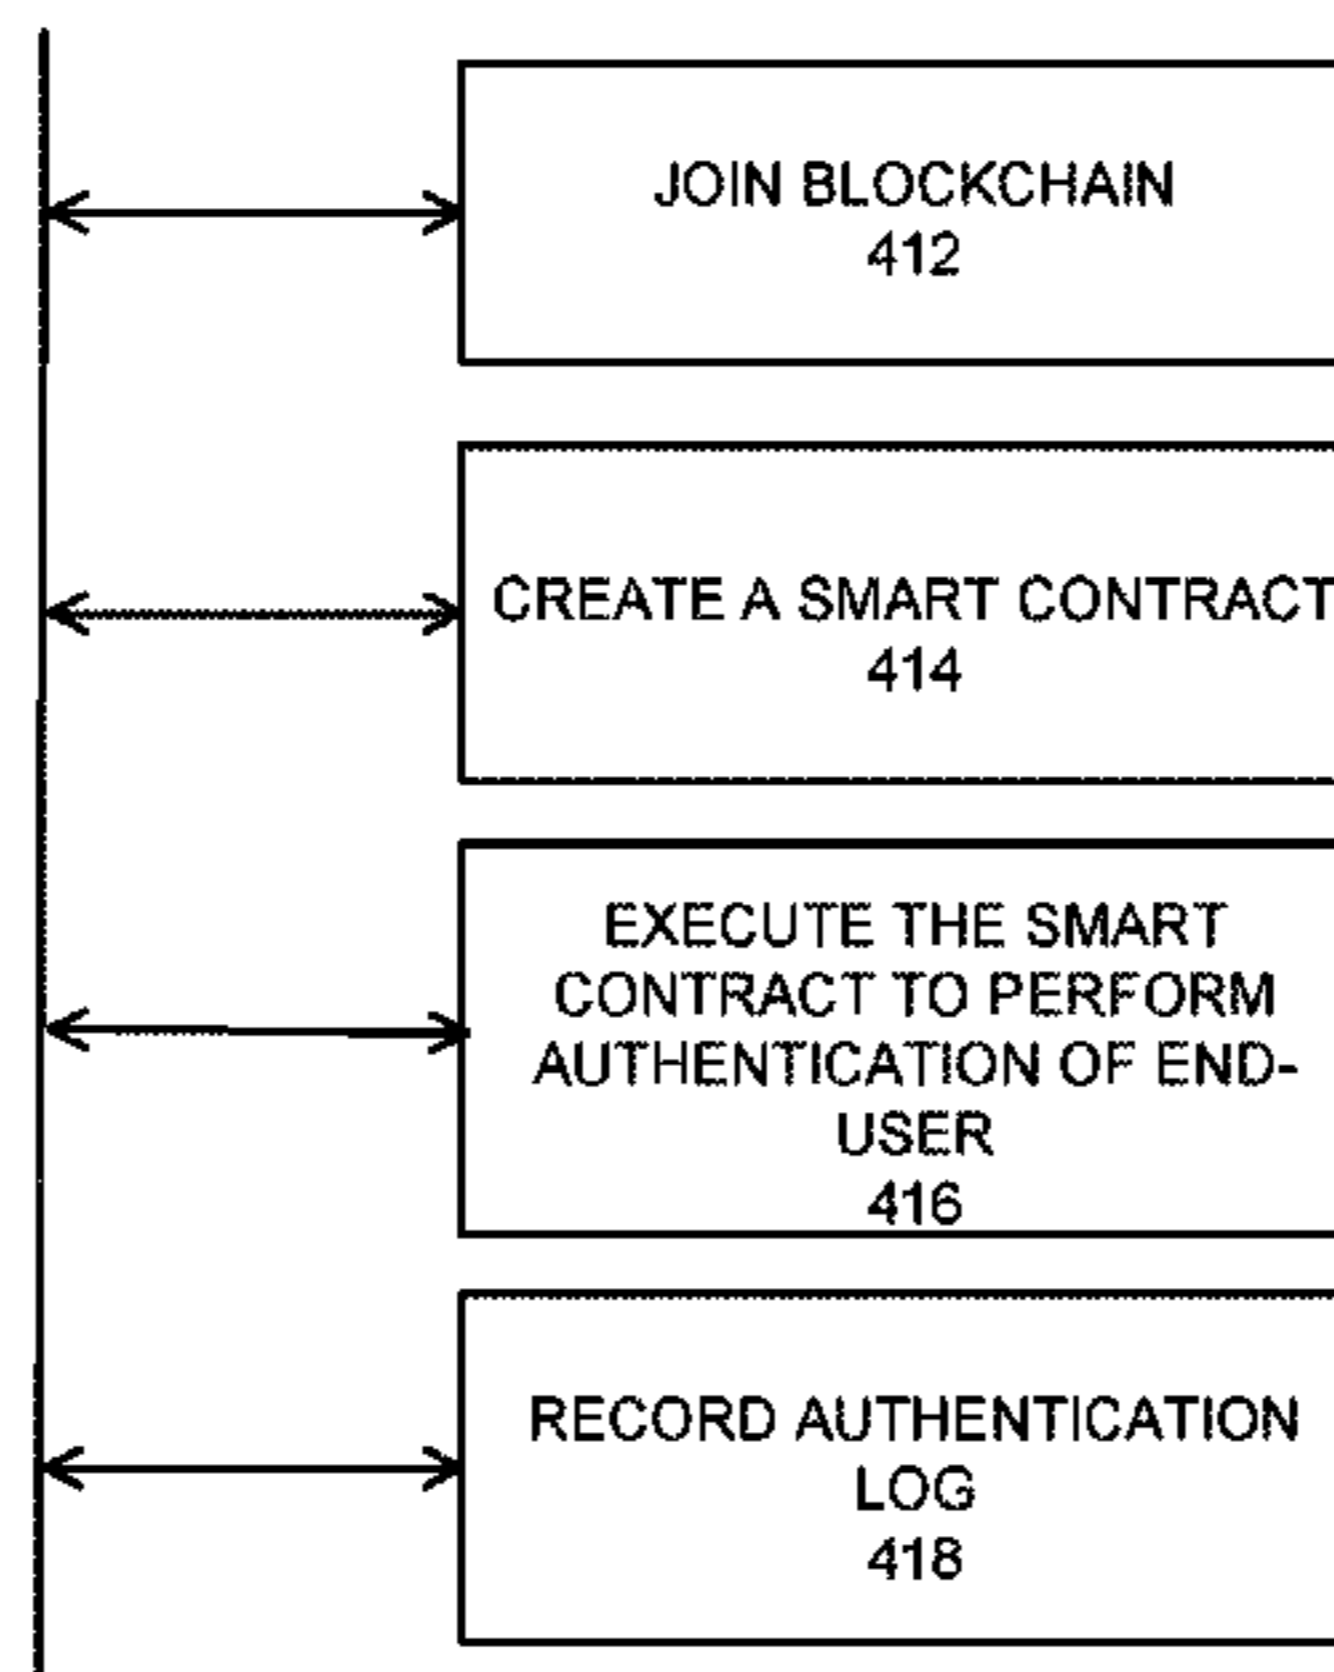 JOIN BLOCKCHAIN
412
CREATE A SMART CONTRACT
414
EXECUTE THE SMART
CONTRACT TO PERFORM
AUTHENTICATION OF END-
USER
416
RECORD AUTHENTICATION
LOG
418